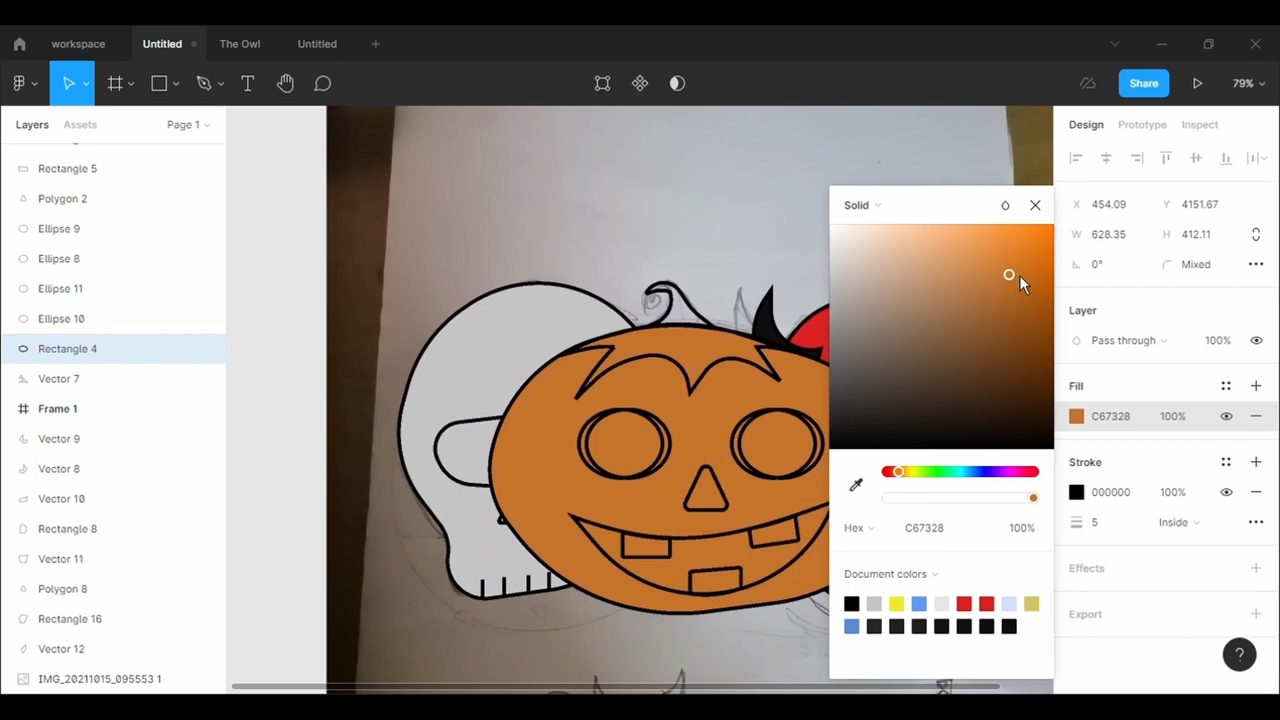 workspace Untitled The Owl Untitled
Share 79%
Layers Assets Page 1
Rectangle 5
Polygon 2
Ellipse 9
Ellipse 8
Ellipse 11
Ellipse 10
Rectangle 4
Vector 7
Frame 1
Vector 9
Vector 8
Vector 10
Rectangle 8
Vector 11
Polygon 8
Rectangle 16
Vector 12
IMG_20211015_095553 1
Solid
Hex C67328 100%
Document colors
Design Prototype Inspect
X 454.09 Y 4151.67
W 628.35 H 412.11
0° Mixed
Layer
Pass through 100%
Fill
C67328 100%
Stroke
000000 100%
5 Inside
Effects
Export
?